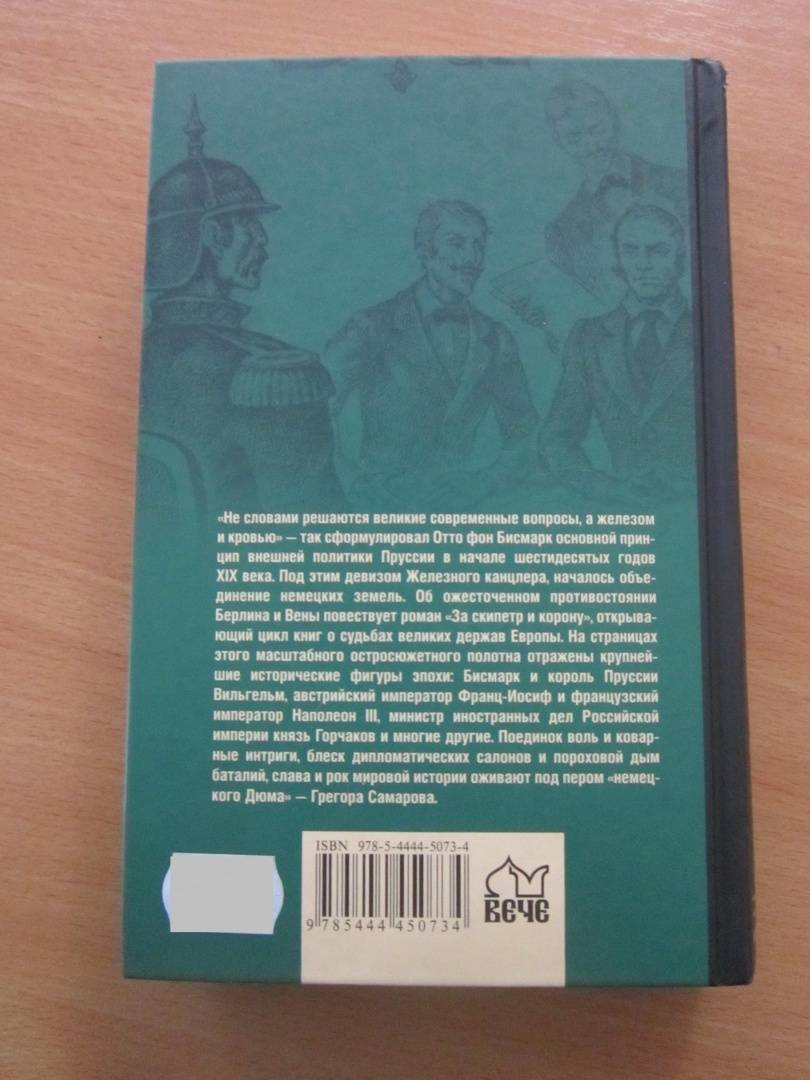 «Не словами решаются великие современные вопросы, а железом
и кровью» – так сформулировал Отто фон Бисмарк основной прин-
цип внешней политики Пруссии в начале шестидесятых годов
XIX века. Под этим девизом Железного канцлера, началось объе-
динение немецких земель. Об ожесточенном противостоянии
Берлина и Вены повествует роман «За скипетр и корону», открыва-
ющий цикл книг о судьбах великих держав Европы. На страницах
этого масштабного остросюжетного полотна отражены крупней-
шие исторические фигуры эпохи: Бисмарк и король Пруссии
Вильгельм, австрийский император Франц-Иосиф и французский
император Наполеон III, министр иностранных дел Российской
империи князь Горчаков и многие другие. Поединок воль и ковар-
ные интриги, блеск дипломатических салонов и пороховой дым
баталий, слава и рок мировой истории оживают под пером «немец-
кого Дюма» – Грегора Самарова.
ISBN 978-5-4444-5073-4
9 785444 450734
ВЕЧЕ